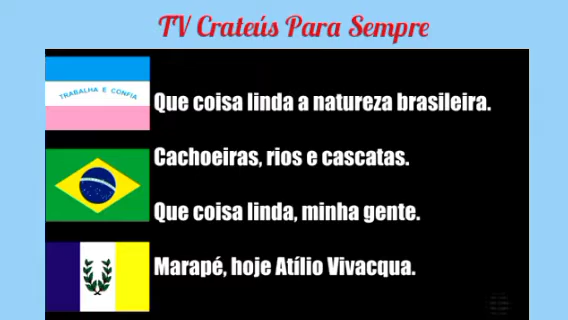 TV Crateús Para Sempre
TRABALHA E CONFIA
Que coisa linda a natureza brasileira.
Cachoeiras, rios e cascatas.
Que coisa linda, minha gente.
Marapé, hoje Atílio Vivacqua.